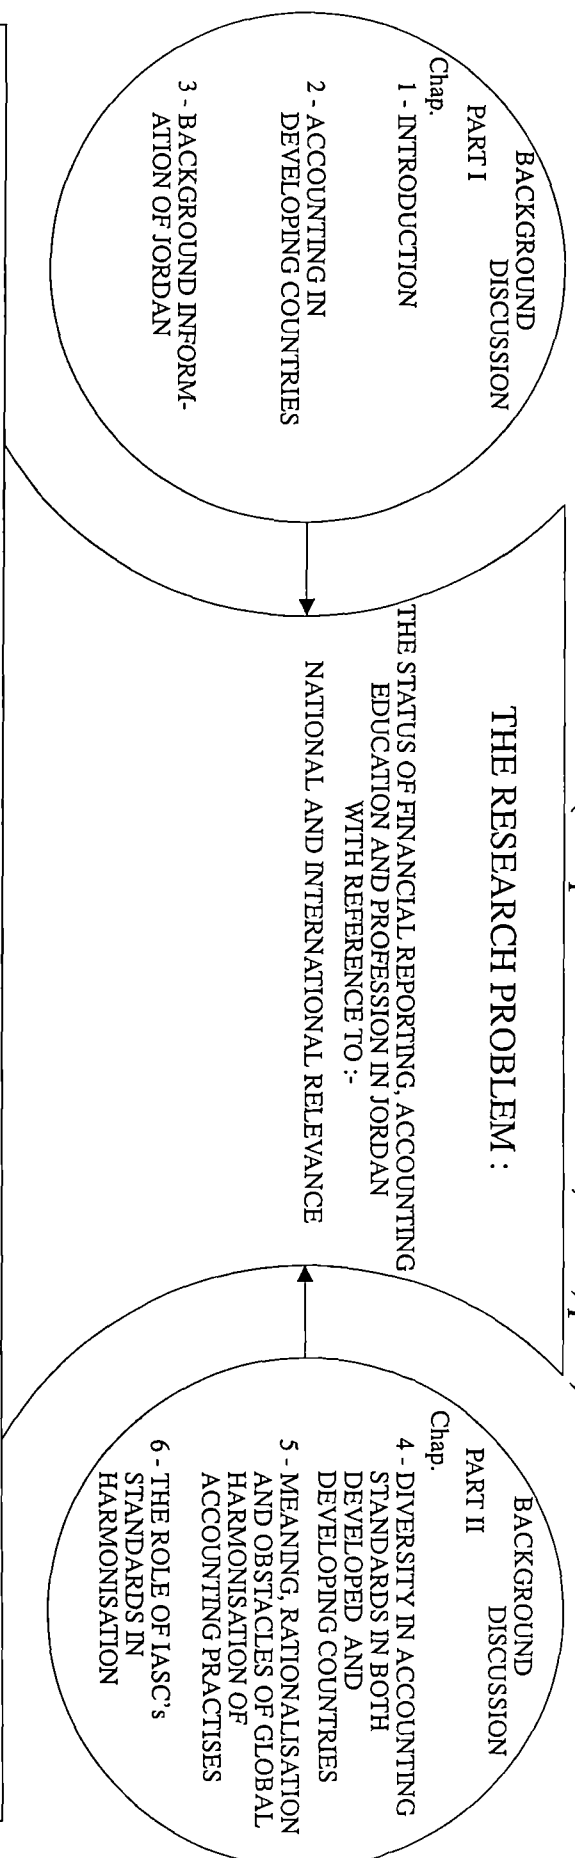 BACKGROUND
DISCUSSION
PART I
Chap.
1 - INTRODUCTION
2 - ACCOUNTING IN
DEVELOPING COUNTRIES
3 - BACKGROUND INFORM-
ATION OF JORDAN
THE RESEARCH PROBLEM :
THE STATUS OF FINANCIAL REPORTING, ACCOUNTING
EDUCATION AND PROFESSION IN JORDAN
WITH REFERENCE TO :-
NATIONAL AND INTERNATIONAL RELEVANCE
BACKGROUND
DISCUSSION
PART II
Chap.
4 - DIVERSITY IN ACCOUNTING
STANDARDS IN BOTH
DEVELOPED AND
DEVELOPING COUNTRIES
5 - MEANING, RATIONALISATION
AND OBSTACLES OF GLOBAL
HARMONISATION OF
ACCOUNTING PRACTISES
6 - THE ROLE OF IASC's
STANDARDS IN
HARMONISATION